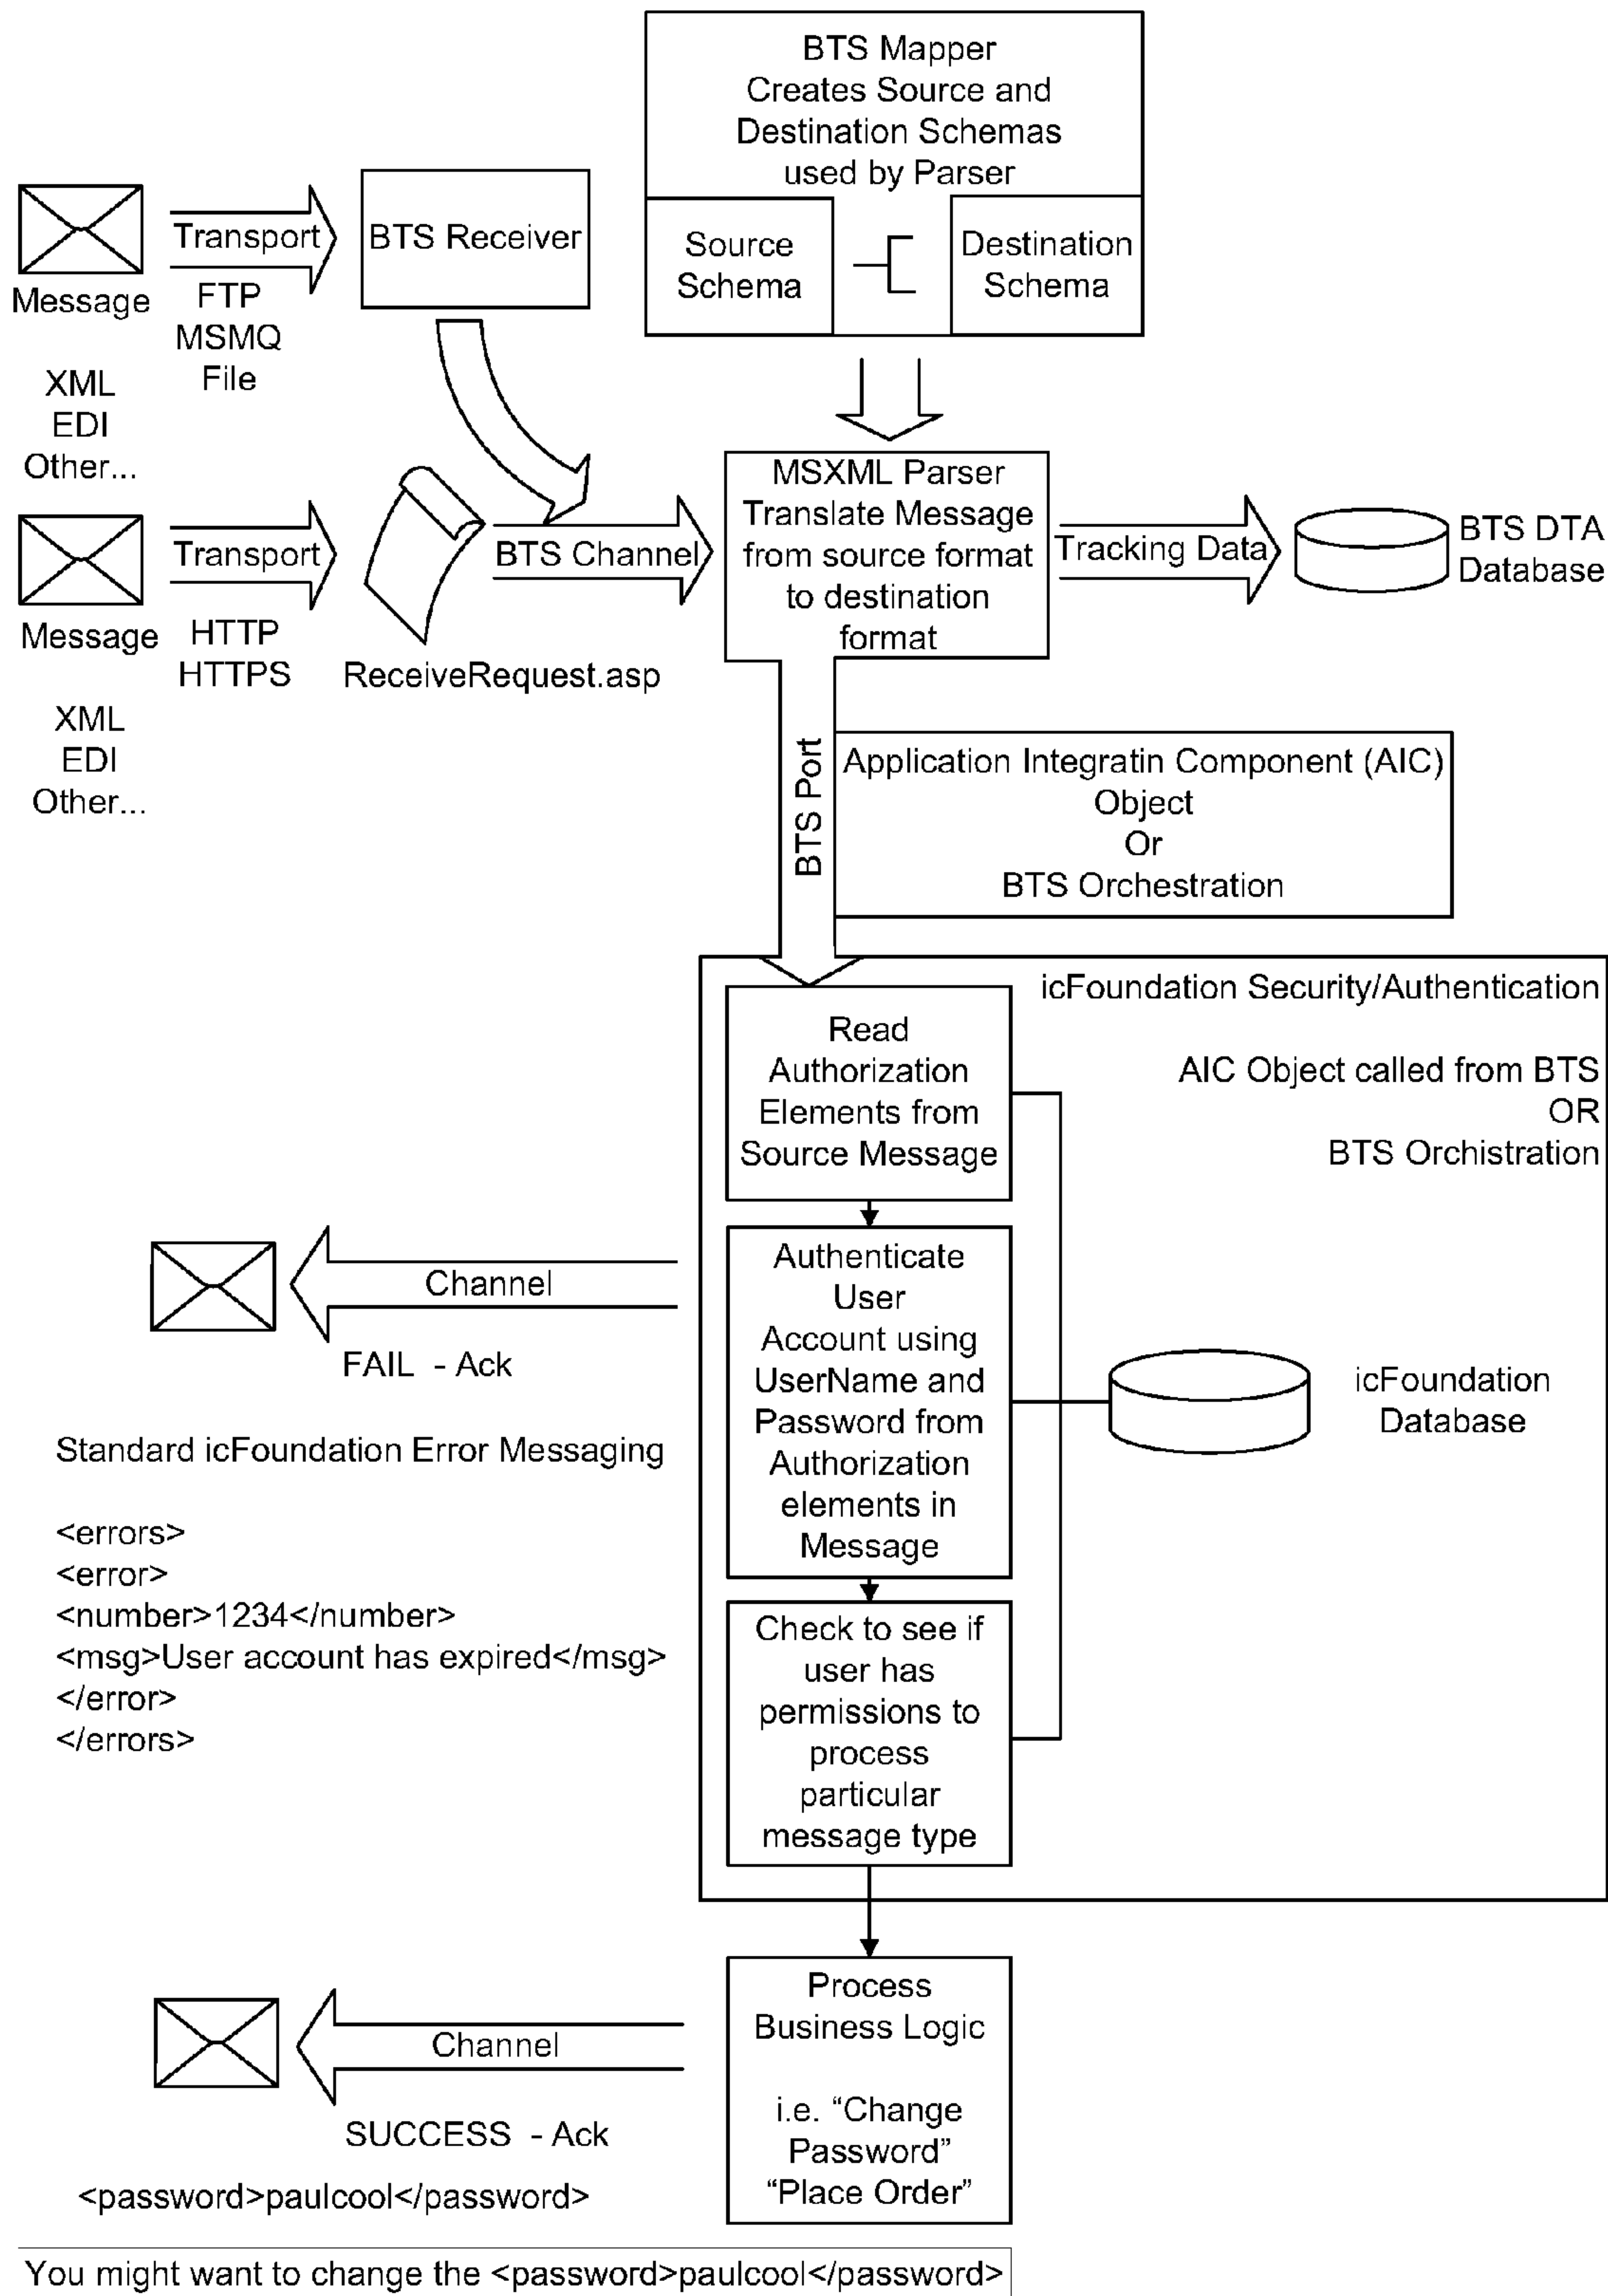 BTS Mapper
Creates Source and
Destination Schemas
used by Parser
Source
Schema
Destination
Schema
Message
XML
EDI
Other...
Transport
FTP
MSMQ
File
BTS Receiver
Message
XML
EDI
Other...
Transport
HTTP
HTTPS
ReceiveRequest.asp
BTS Channel
MSXML Parser
Translate Message
from source format
to destination
format
Tracking Data
BTS DTA
Database
BTS Port
Application Integratin Component (AIC)
Object
Or
BTS Orchestration
icFoundation Security/Authentication
AIC Object called from BTS
OR
BTS Orchistration
Read
Authorization
Elements from
Source Message
Authenticate
User
Account using
UserName and
Password from
Authorization
elements in
Message
Check to see if
user has
permissions to
process
particular
message type
icFoundation
Database
Channel
FAIL - Ack
Standard icFoundation Error Messaging
<errors>
<error>
<number>1234</number>
<msg>User account has expired</msg>
</error>
</errors>
Process
Business Logic
i.e. “Change
Password”
“Place Order”
Channel
SUCCESS - Ack
<password>paulcool</password>
You might want to change the <password>paulcool</password>